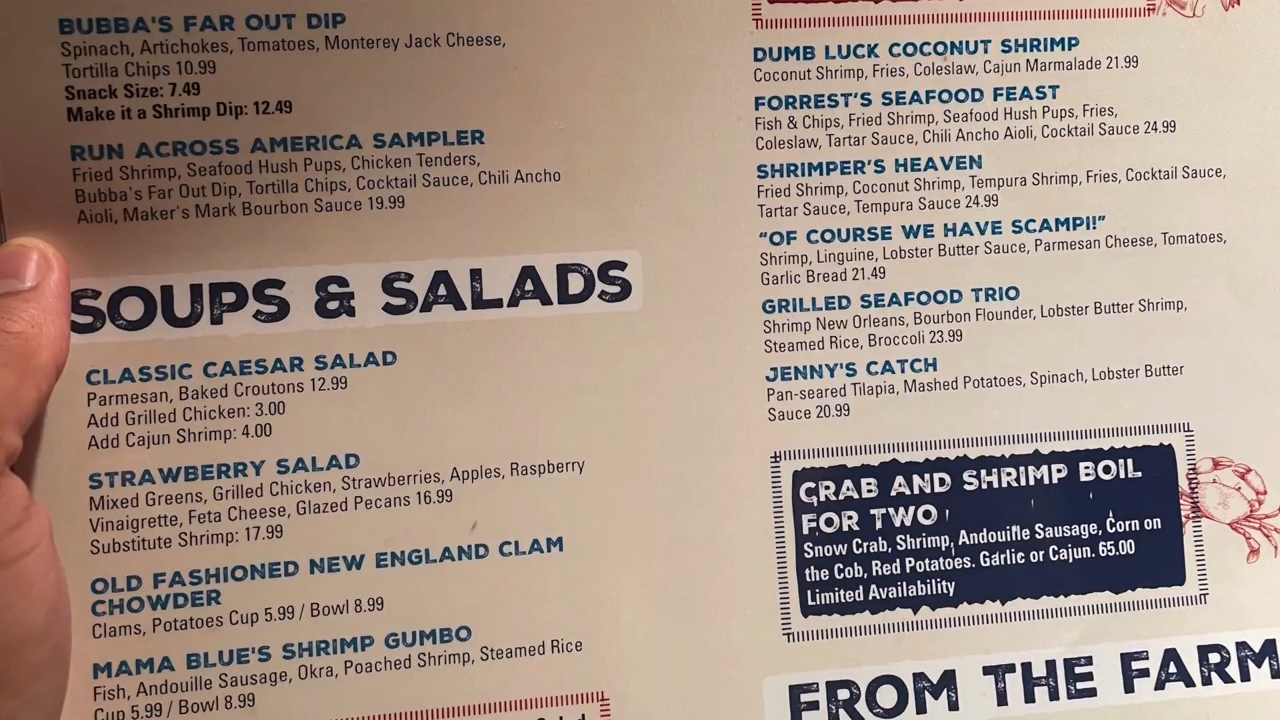 BUBBA'S FAR OUT DIP
Spinach, Artichokes, Tomatoes, Monterey Jack Cheese,
Tortilla Chips 10.99
Snack Size: 7.49
Make it a Shrimp Dip: 12.49
RUN ACROSS AMERICA SAMPLER
Fried Shrimp, Seafood Hush Pups, Chicken Tenders,
Bubba's Far Out Dip, Tortilla Chips, Cocktail Sauce, Chili Ancho
Aioli, Maker's Mark Bourbon Sauce 19.99
SOUPS & SALADS
CLASSIC CAESAR SALAD
Parmesan, Baked Croutons 12.99
Add Grilled Chicken: 3.00
Add Cajun Shrimp: 4.00
STRAWBERRY SALAD
Mixed Greens, Grilled Chicken, Strawberries, Apples, Raspberry
Vinaigrette, Feta Cheese, Glazed Pecans 16.99
Substitute Shrimp: 17.99
OLD FASHIONED NEW ENGLAND CLAM
CHOWDER
Clams, Potatoes Cup 5.99 / Bowl 8.99
MAMA BLUE'S SHRIMP GUMBO
Fish, Andouille Sausage, Okra, Poached Shrimp, Steamed Rice
Cup 5.99 / Bowl 8.99
DUMB LUCK COCONUT SHRIMP
Coconut Shrimp, Fries, Coleslaw, Cajun Marmalade 21.99
FORREST'S SEAFOOD FEAST
Fish & Chips, Fried Shrimp, Seafood Hush Pups, Fries,
Coleslaw, Tartar Sauce, Chili Ancho Aioli, Cocktail Sauce 24.99
SHRIMPER'S HEAVEN
Fried Shrimp, Coconut Shrimp, Tempura Shrimp, Fries, Cocktail Sauce,
Tartar Sauce, Tempura Sauce 24.99
"OF COURSE WE HAVE SCAMPI!"
Shrimp, Linguine, Lobster Butter Sauce, Parmesan Cheese, Tomatoes,
Garlic Bread 21.49
GRILLED SEAFOOD TRIO
Shrimp New Orleans, Bourbon Flounder, Lobster Butter Shrimp,
Steamed Rice, Broccoli 23.99
JENNY'S CATCH
Pan-seared Tilapia, Mashed Potatoes, Spinach, Lobster Butter
Sauce 20.99
CRAB AND SHRIMP BOIL
FOR TWO
Snow Crab, Shrimp, Andouille Sausage, Corn on
the Cob, Red Potatoes. Garlic or Cajun. 65.00
Limited Availability
FROM THE FARM